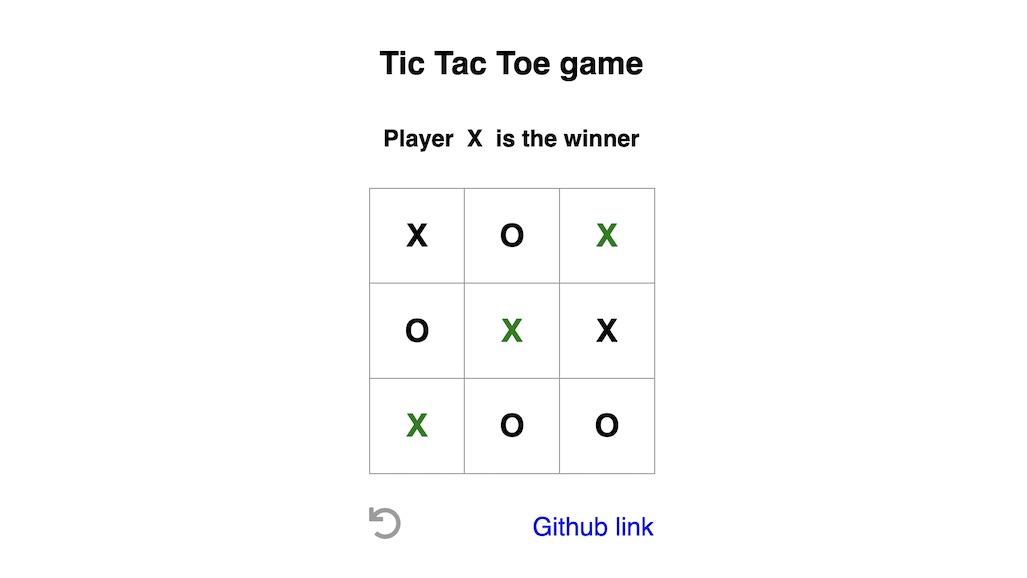 Tic Tac Toe game
Player X is the winner
X O X
O X X
X O O
Github link